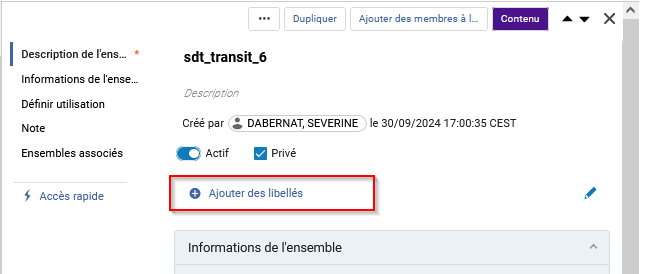 ••• Dupliquer Ajouter des membres à l... Contenu
Description de l'ens... *
Informations de l'ense...
Définir utilisation
Note
Ensembles associés
Accès rapide
sdt_transit_6
Description
Créé par DABERNAT, SEVERINE le 30/09/2024 17:00:35 CEST
Actif Privé
Ajouter des libellés
Informations de l'ensemble